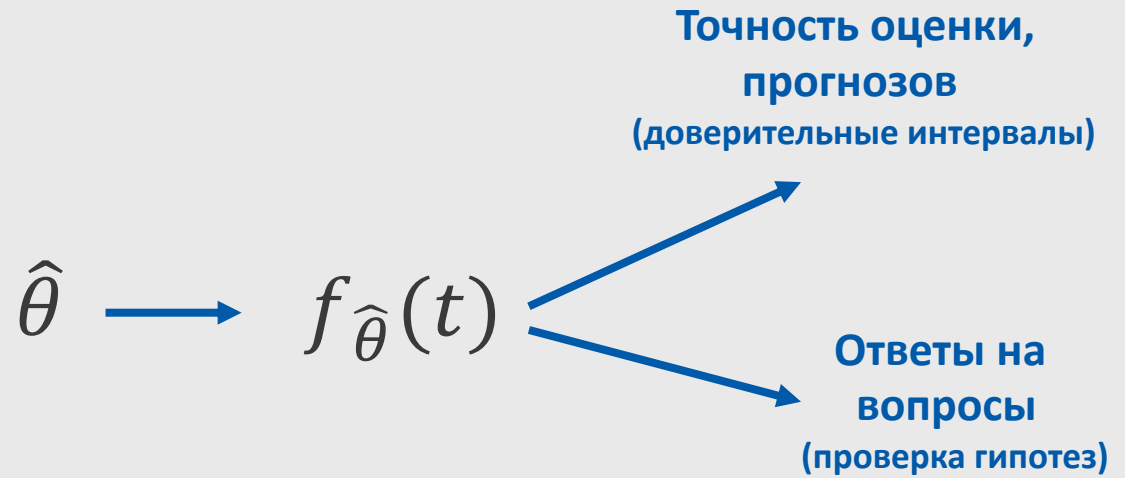 Точность оценки,
прогнозов
(доверительные интервалы)
θ̂ → f_θ̂(t)
Ответы на
вопросы
(проверка гипотез)